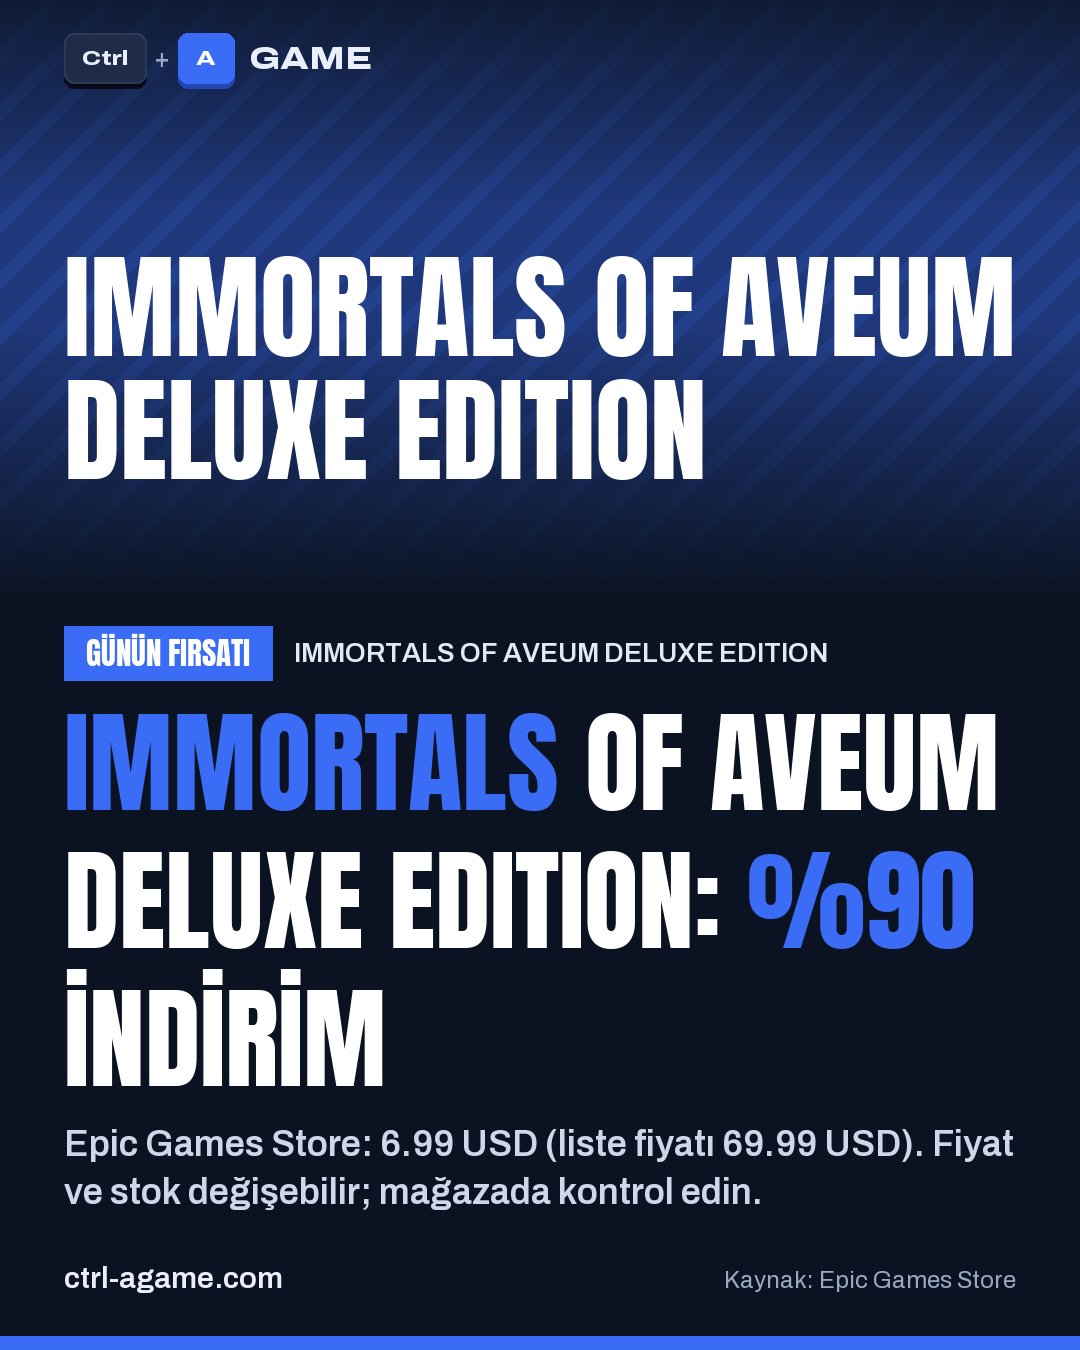 Ctrl + A GAME
IMMORTALS OF AVEUM
DELUXE EDITION
GÜNÜN FIRSATI IMMORTALS OF AVEUM DELUXE EDITION
IMMORTALS OF AVEUM
DELUXE EDITION: %90
İNDİRİM
Epic Games Store: 6.99 USD (liste fiyatı 69.99 USD). Fiyat
ve stok değişebilir; mağazada kontrol edin.
ctrl-agame.com
Kaynak: Epic Games Store